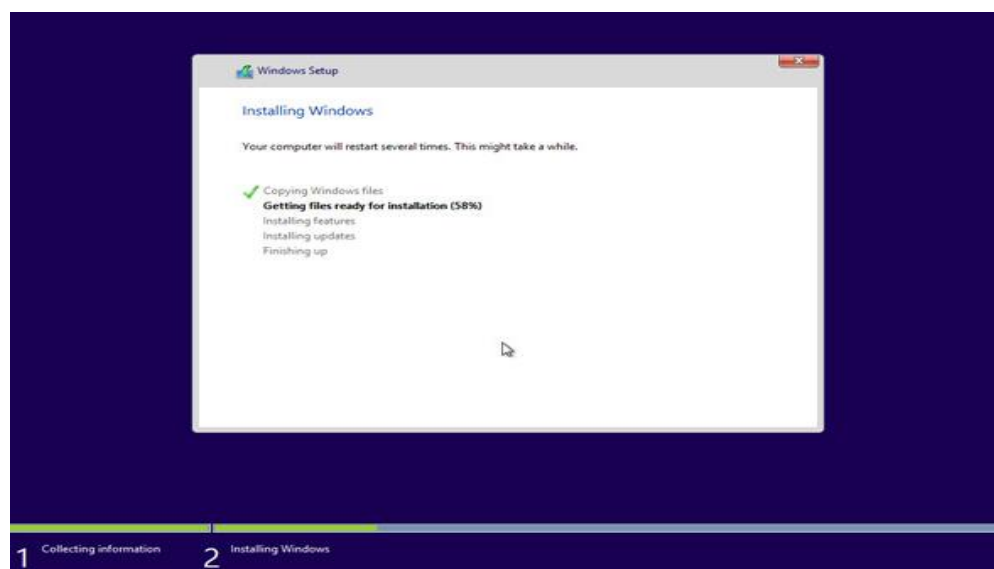 Windows Setup
Installing Windows
Your computer will restart several times. This might take a while.
Copying Windows files
Getting files ready for installation (58%)
Installing features
Installing updates
Finishing up
1 Collecting information
2 Installing Windows